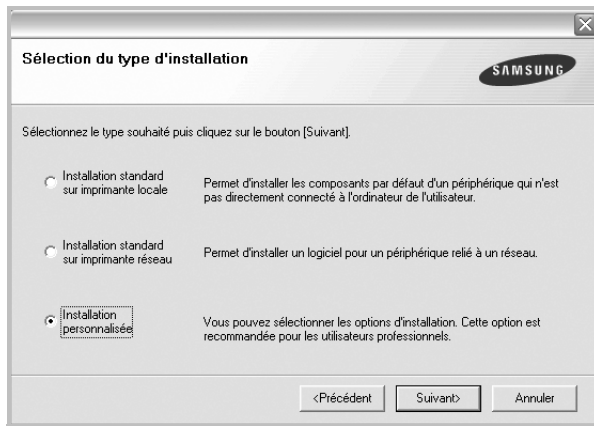 Sélection du type d'installation
SAMSUNG
Sélectionnez le type souhaité puis cliquez sur le bouton [Suivant].
Installation standard
sur imprimante locale
Permet d'installer les composants par défaut d'un périphérique qui n'est
pas directement connecté à l'ordinateur de l'utilisateur.
Installation standard
sur imprimante réseau
Permet d'installer un logiciel pour un périphérique relié à un réseau.
Installation
personnalisée
Vous pouvez sélectionner les options d'installation. Cette option est
recommandée pour les utilisateurs professionnels.
<Précédent
Suivant>
Annuler